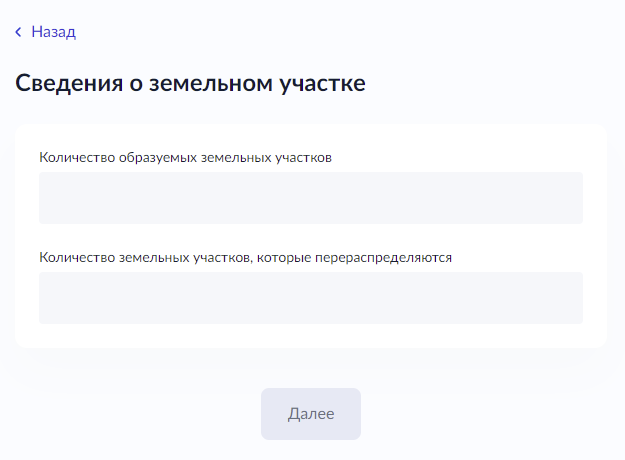 Назад
Сведения о земельном участке
Количество образуемых земельных участков
Количество земельных участков, которые перераспределяются
Далее